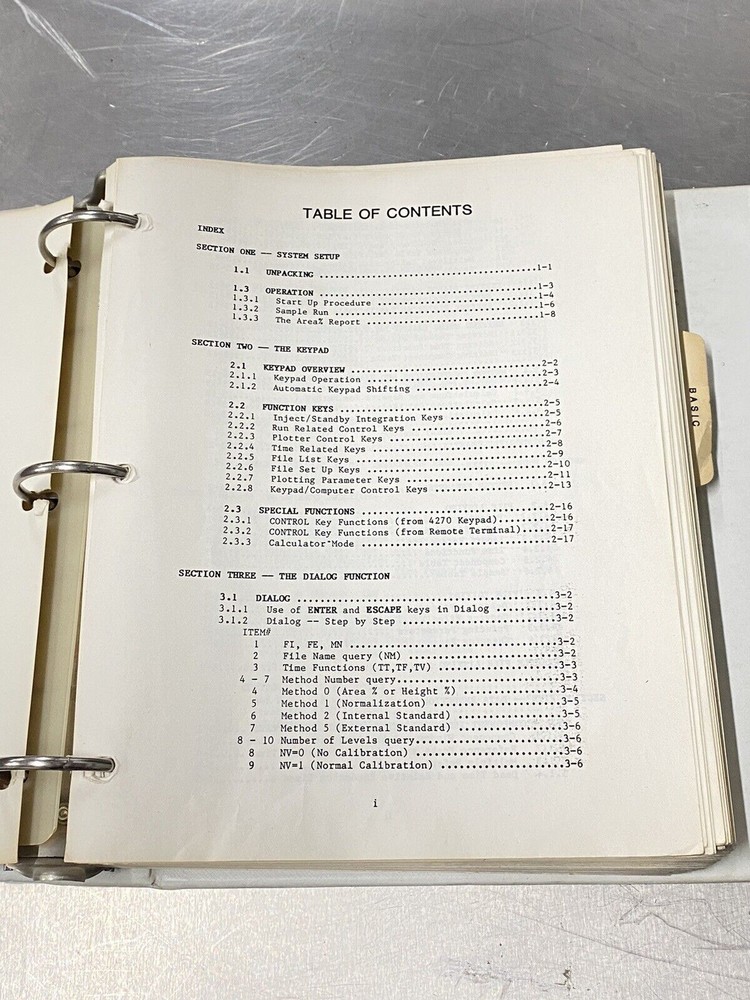 TABLE OF CONTENTS
INDEX
SECTION ONE -- SYSTEM SETUP
1.1 UNPACKING ........................................1-1
1.3 OPERATION ........................................1-3
1.3.1 Start Up Procedure ..............................1-4
1.3.2 Sample Run ......................................1-6
1.3.3 The Area% Report ................................1-8
SECTION TWO -- THE KEYPAD
2.1 KEYPAD OVERVIEW ..................................2-2
2.1.1 Keypad Operation ................................2-3
2.1.2 Automatic Keypad Shifting .......................2-4
2.2 FUNCTION KEYS ....................................2-5
2.2.1 Inject/Standby Integration Keys .................2-5
2.2.2 Run Related Control Keys ........................2-6
2.2.3 Plotter Control Keys ............................2-7
2.2.4 Time Related Keys ...............................2-8
2.2.5 File List Keys ..................................2-9
2.2.6 File Set Up Keys ................................2-10
2.2.7 Plotting Parameter Keys .........................2-11
2.2.8 Keypad/Computer Control Keys ....................2-13
2.3 SPECIAL FUNCTIONS ................................2-16
2.3.1 CONTROL Key Functions (from 4270 Keypad).........2-16
2.3.2 CONTROL Key Functions (from Remote Terminal).....2-17
2.3.3 Calculator Mode .................................2-17
SECTION THREE -- THE DIALOG FUNCTION
3.1 DIALOG ...........................................3-2
3.1.1 Use of ENTER and ESCAPE keys in Dialog ..........3-2
3.1.2 Dialog -- Step by Step ..........................3-2
ITEM#
1 FI, FE, MN ..................................3-2
2 File Name query (NM) ........................3-2
3 Time Functions (TT,TF,TV) ...................3-3
4 - 7 Method Number query..........................3-3
4 Method 0 (Area % or Height %) ................3-4
5 Method 1 (Normalization) .....................3-5
6 Method 2 (Internal Standard) .................3-5
7 Method 5 (External Standard) .................3-6
8 - 10 Number of Levels query.......................3-6
8 NV=0 (No Calibration) ........................3-6
9 NV=1 (Normal Calibration) ....................3-6
i
BASIC